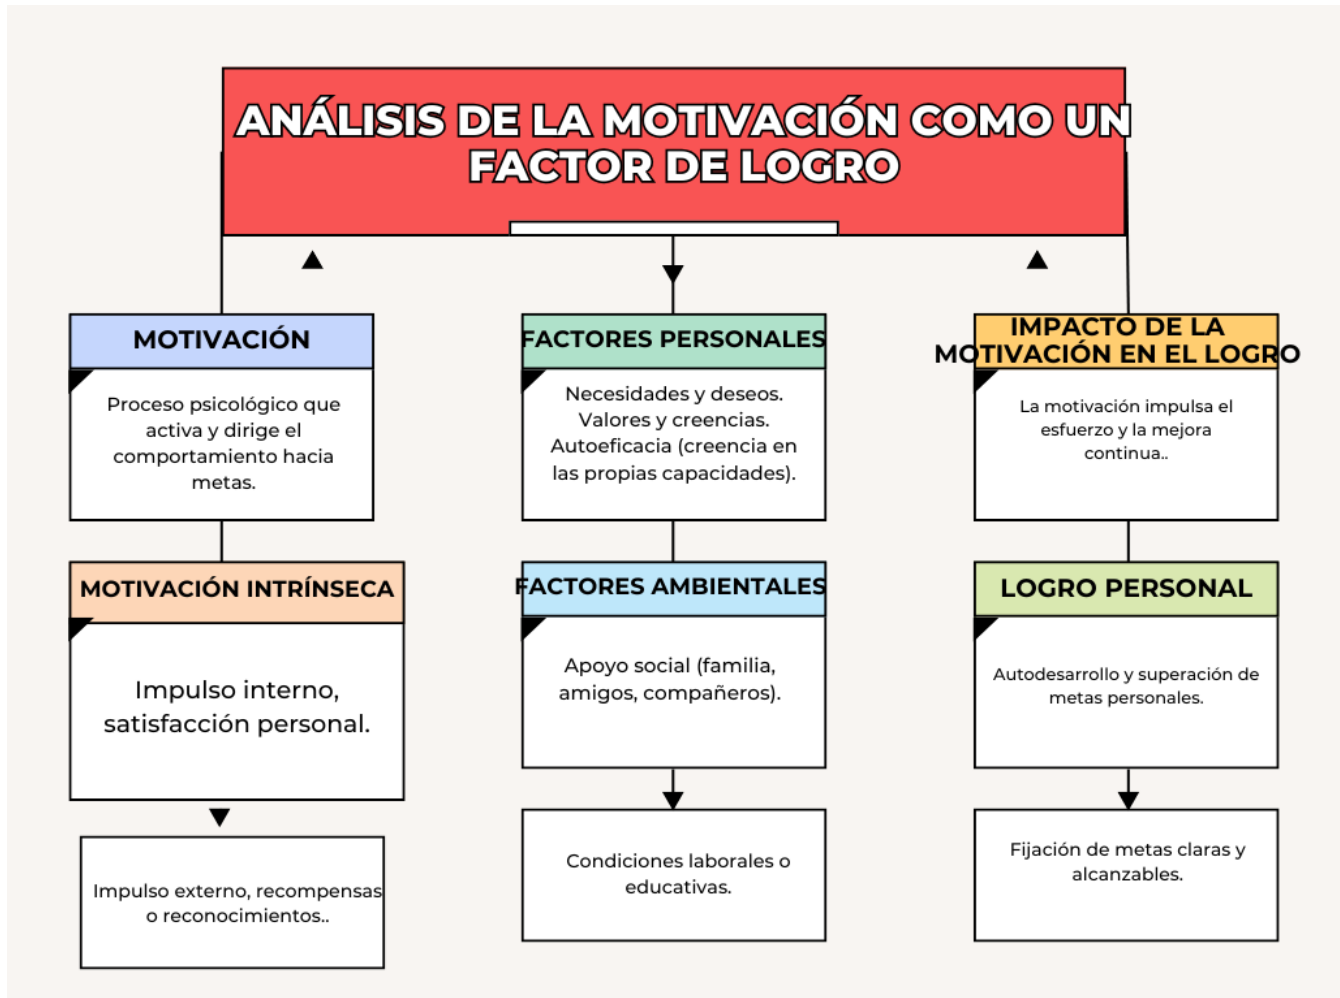 ANÁLISIS DE LA MOTIVACIÓN COMO UN
FACTOR DE LOGRO
MOTIVACIÓN
Proceso psicológico que
activa y dirige el
comportamiento hacia
metas.
MOTIVACIÓN INTRÍNSECA
Impulso interno,
satisfacción personal.
Impulso externo, recompensas
o reconocimientos..
FACTORES PERSONALES
Necesidades y deseos.
Valores y creencias.
Autoeficacia (creencia en
las propias capacidades).
FACTORES AMBIENTALES
Apoyo social (familia,
amigos, compañeros).
Condiciones laborales o
educativas.
IMPACTO DE LA
MOTIVACIÓN EN EL LOGRO
La motivación impulsa el
esfuerzo y la mejora
continua..
LOGRO PERSONAL
Autodesarrollo y superación de
metas personales.
Fijación de metas claras y
alcanzables.